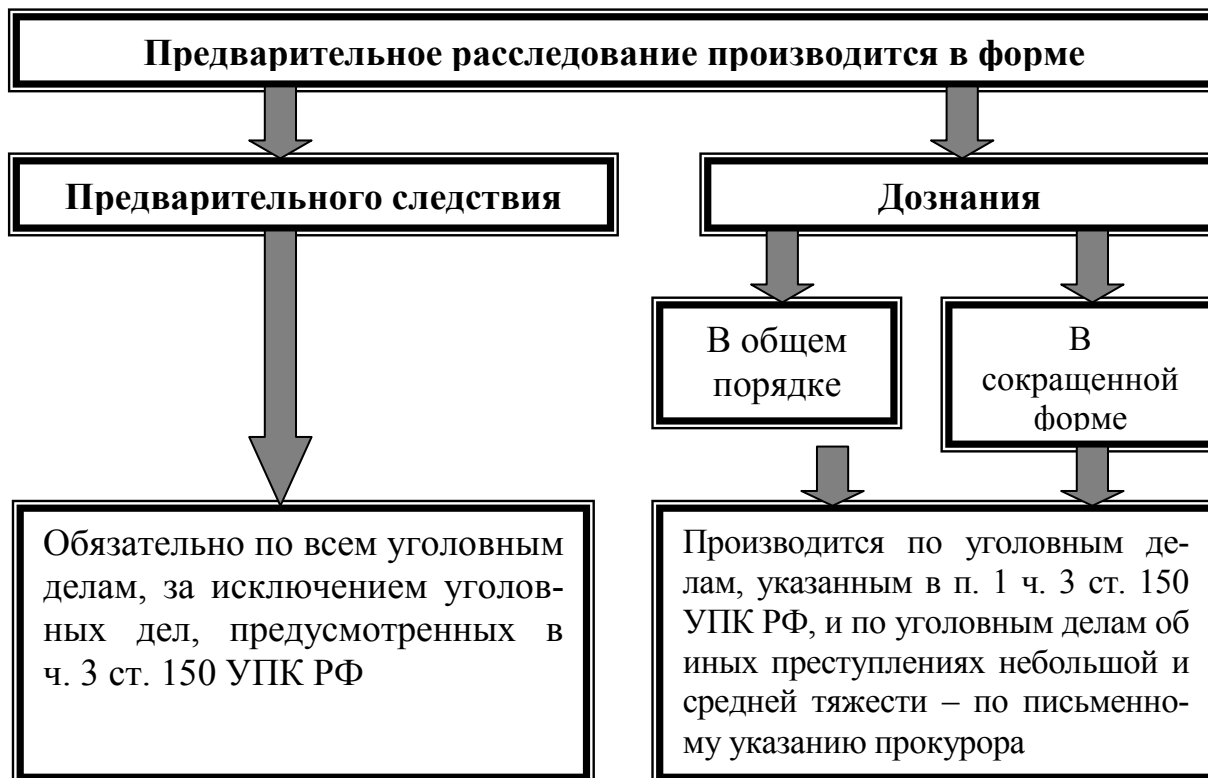 Предварительное расследование производится в форме
Предварительного следствия
Дознания
В общем
порядке
В
сокращенной
форме
Обязательно по всем уголовным
делам, за исключением уголов-
ных дел, предусмотренных в
ч. 3 ст. 150 УПК РФ
Производится по уголовным де-
лам, указанным в п. 1 ч. 3 ст. 150
УПК РФ, и по уголовным делам об
иных преступлениях небольшой и
средней тяжести – по письменно-
му указанию прокурора